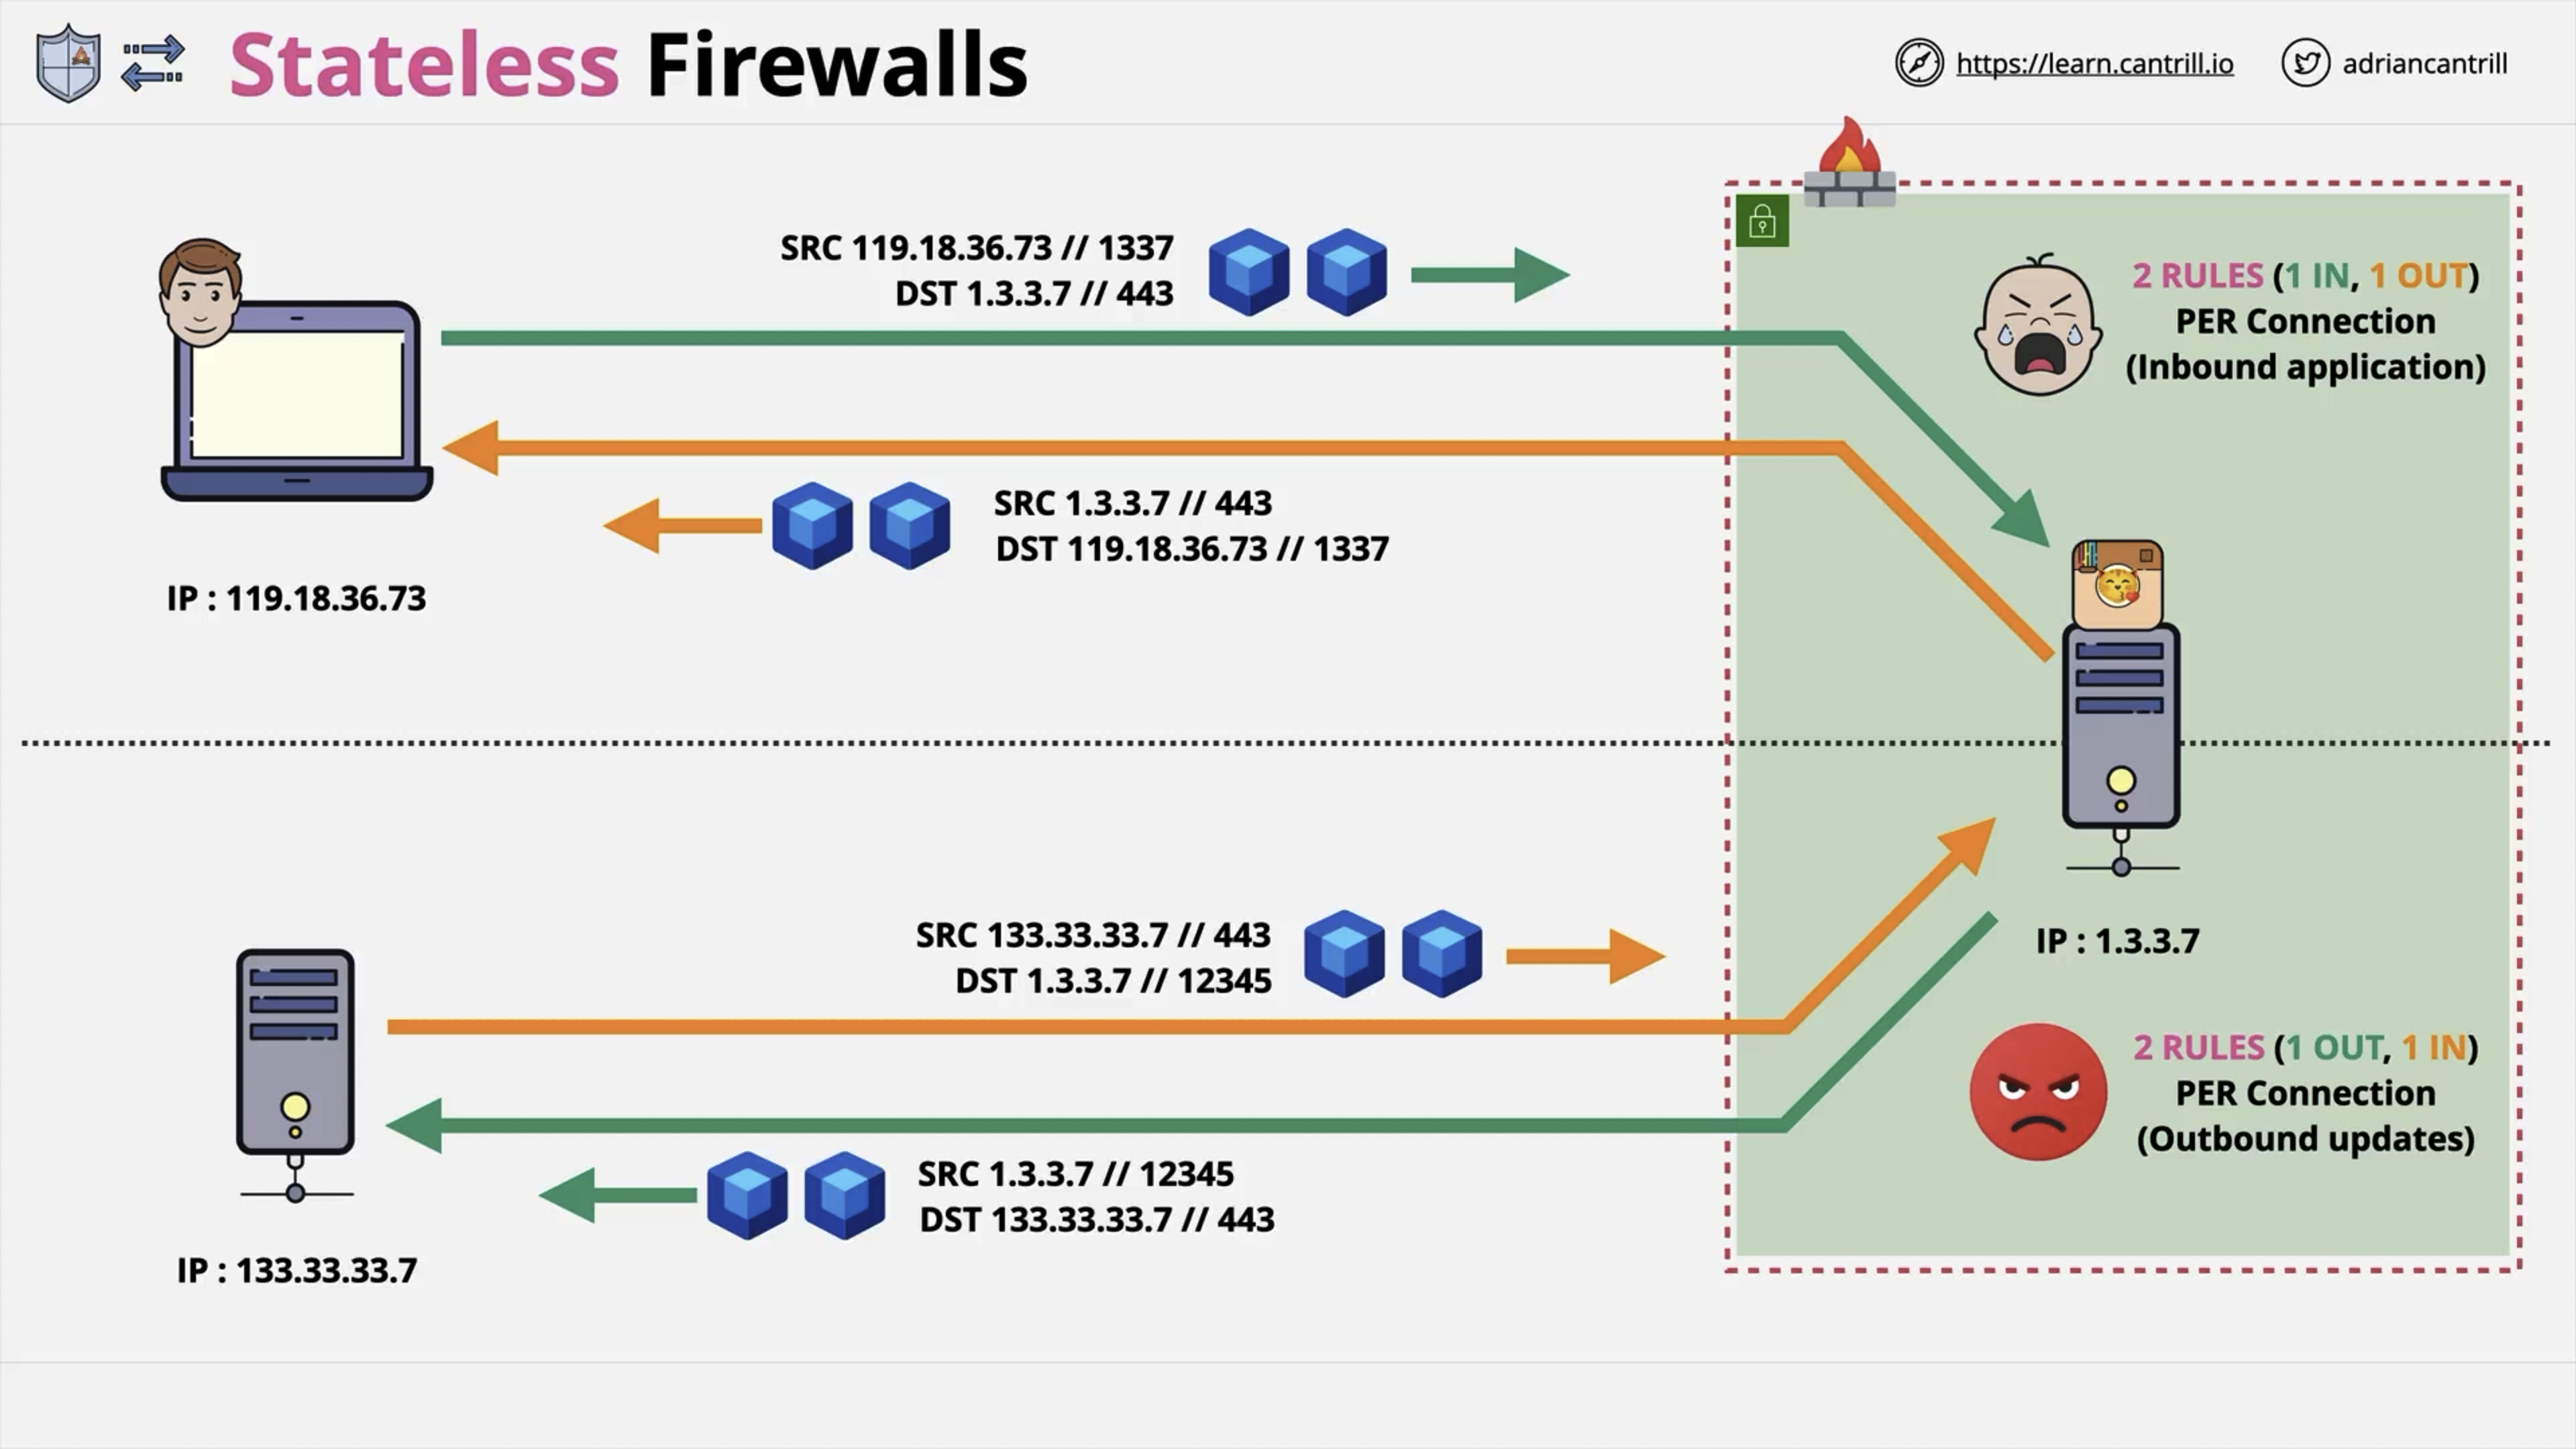 Stateless Firewalls
https://learn.cantrill.io
adriancantrill
SRC 119.18.36.73 // 1337
DST 1.3.3.7 // 443
2 RULES (1 IN, 1 OUT)
PER Connection
(Inbound application)
SRC 1.3.3.7 // 443
DST 119.18.36.73 // 1337
IP : 119.18.36.73
SRC 133.33.33.7 // 443
DST 1.3.3.7 // 12345
IP : 1.3.3.7
2 RULES (1 OUT, 1 IN)
PER Connection
(Outbound updates)
SRC 1.3.3.7 // 12345
DST 133.33.33.7 // 443
IP : 133.33.33.7